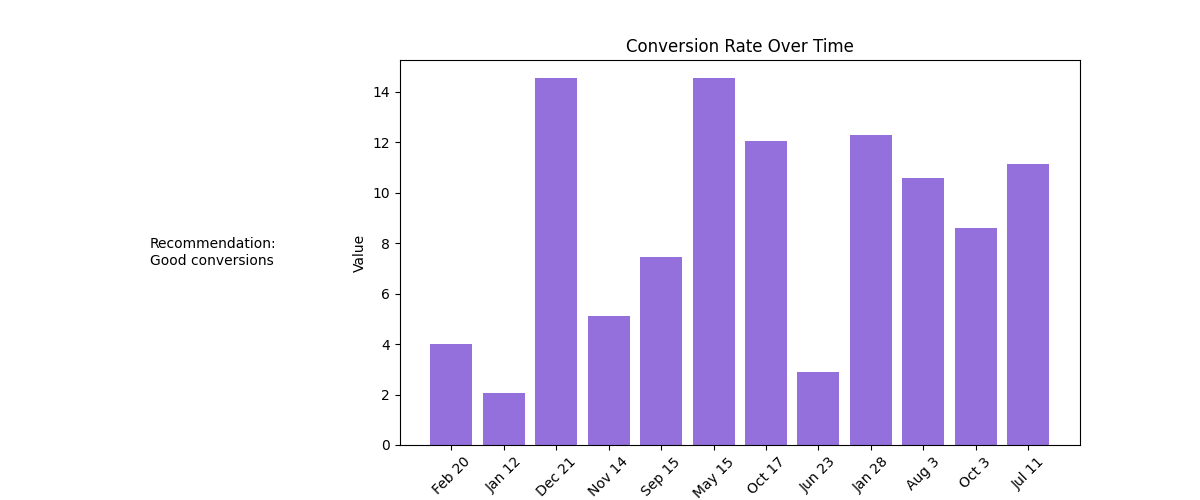 Conversion Rate Over Time
Recommendation:
Good conversions
Value
14
12
10
8
6
4
2
0
Feb 20
Jan 12
Dec 21
Nov 14
Sep 15
May 15
Oct 17
Jun 23
Jan 28
Aug 3
Oct 3
Jul 11